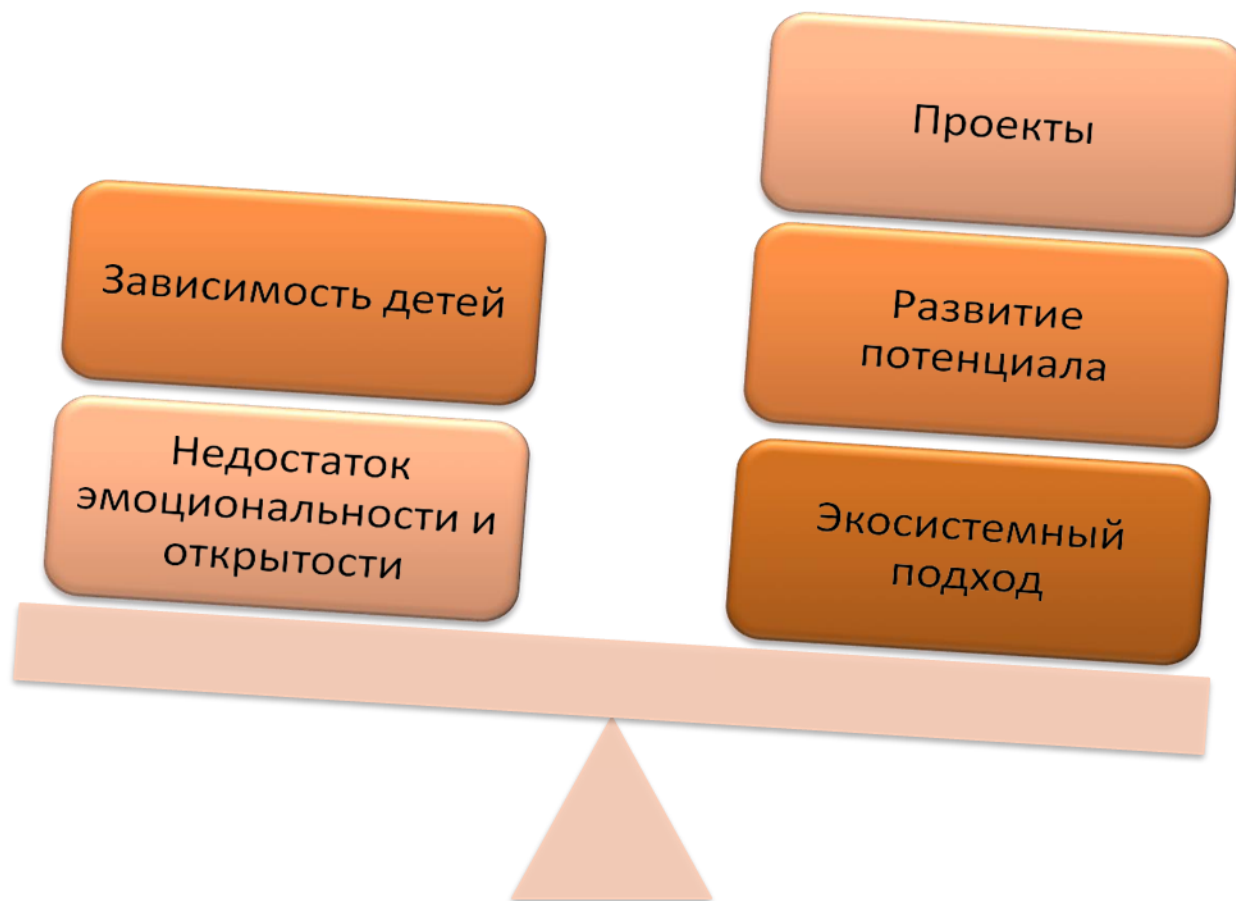 Зависимость детей
Недостаток
эмоциональности и
открытости
Проекты
Развитие
потенциала
Экосистемный
подход